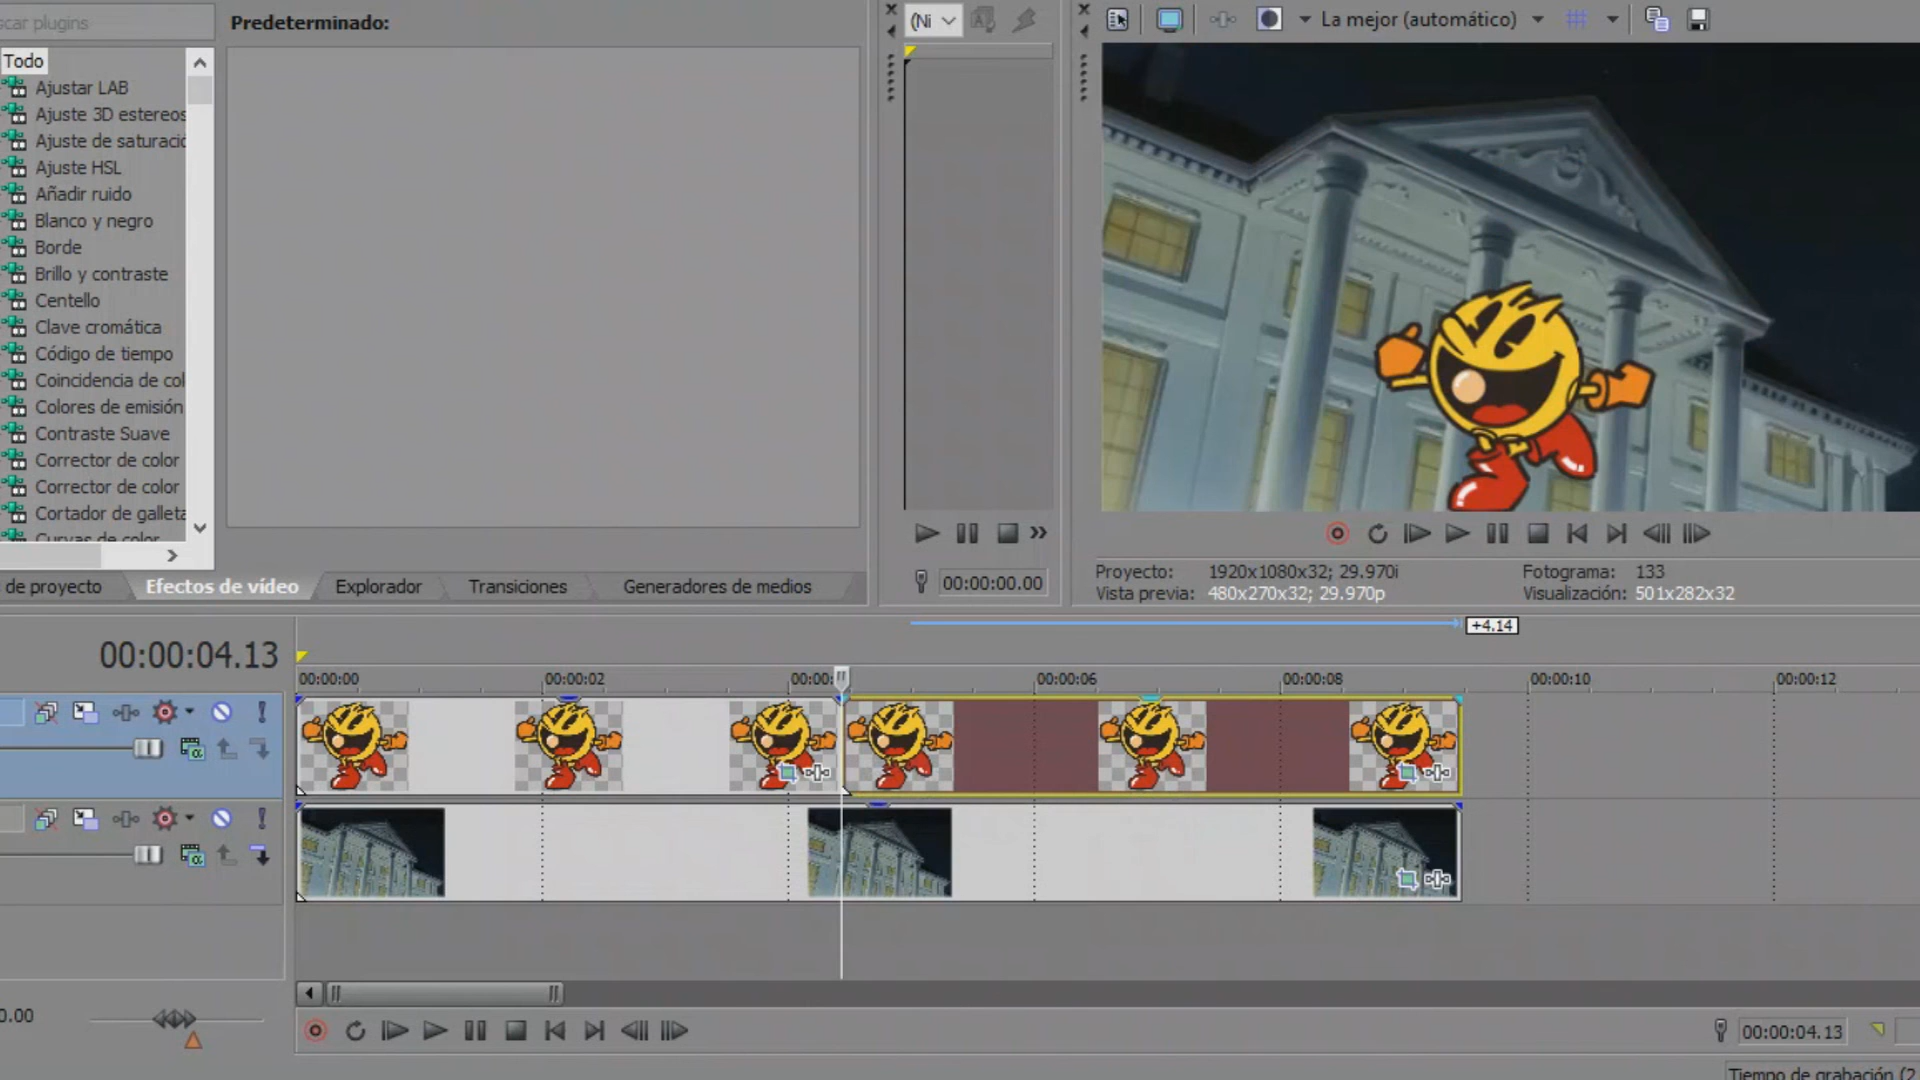 scar plugins
Predeterminado:
(Ni
La mejor (automático)
Todo
Ajustar LAB
Ajuste 3D estereos
Ajuste de saturació
Ajuste HSL
Añadir ruido
Blanco y negro
Borde
Brillo y contraste
Centello
Clave cromática
Código de tiempo
Coincidencia de col
Colores de emisión
Contraste Suave
Corrector de color
Corrector de color
Cortador de galleta
Curvas de color
de proyecto
Efectos de vídeo
Explorador
Transiciones
Generadores de medios
00:00:00.00
Proyecto: 1920x1080x32; 29.970i
Fotograma: 133
Vista previa: 480x270x32; 29.970p
Visualización: 501x282x32
+4.14
00:00:04.13
00:00:00
00:00:02
00:00:
00:00:06
00:00:08
00:00:10
00:00:12
0.00
00:00:04.13
Tiempo de grabación (2